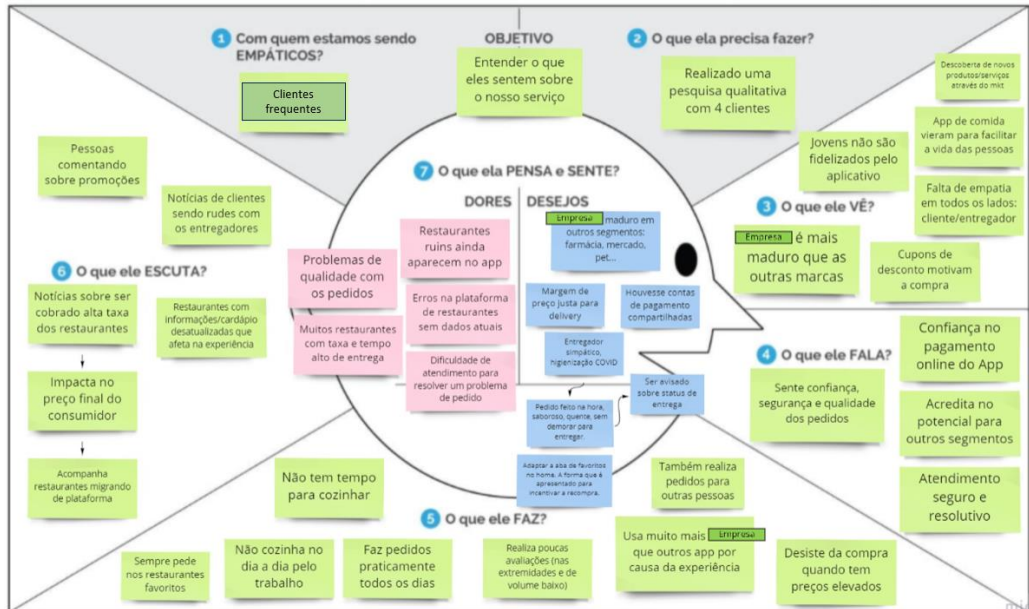 1 Com quem estamos sendo
EMPÁTICOS?
Clientes
frequentes
OBJETIVO
Entender o que
eles sentem sobre
o nosso serviço
2 O que ela precisa fazer?
Realizado uma
pesquisa qualitativa
com 4 clientes
Descoberta de novos
produtos/serviços
através do mkt
App de comida
vieram para facilitar
a vida das pessoas
Jovens não são
fidelizados pelo
aplicativo
Falta de empatia
em todos os lados:
cliente/entregador
3 O que ele VÊ?
Empresa é mais
maduro que as
outras marcas
Cupons de
desconto motivam
a compra
4 O que ele FALA?
Confiança no
pagamento
online do App
Sente confiança,
segurança e qualidade
dos pedidos
Acredita no
potencial para
outros segmentos
Atendimento
seguro e
resolutivo
5 O que ele FAZ?
Não tem tempo
para cozinhar
Também realiza
pedidos para
outras pessoas
Sempre pede
nos restaurantes
favoritos
Não cozinha no
dia a dia pelo
trabalho
Faz pedidos
praticamente
todos os dias
Realiza poucas
avaliações (nas
extremidades e de
volume baixo)
Usa muito mais Empresa
que outros app por
causa da experiência
Desiste da compra
quando tem
preços elevados
6 O que ele ESCUTA?
Pessoas
comentando
sobre promoções
Notícias de clientes
sendo rudes com
os entregadores
Notícias sobre ser
cobrado alta taxa
dos restaurantes
Restaurantes com
informações/cardápio
desatualizadas que
afeta na experiência
Impacta no
preço final do
consumidor
Acompanha
restaurantes migrando
de plataforma
7 O que ela PENSA e SENTE?
DORES
Restaurantes
ruins ainda
aparecem no app
Problemas de
qualidade com
os pedidos
Erros na plataforma
de restaurantes
sem dados atuais
Muitos restaurantes
com taxa e tempo
alto de entrega
Dificuldade de
atendimento para
resolver um problema
de pedido
DESEJOS
Empresa maduro em
outros segmentos:
farmácia, mercado,
pet...
Margem de
preço justa para
delivery
Houvesse contas
de pagamento
compartilhadas
Entregador
simpático,
higienização COVID
Ser avisado
sobre status de
entrega
Pedido feito na hora,
saboroso, quente, sem
demorar para
entregar.
Adaptar a aba de favoritos
no home. A forma que é
apresentado para
incentivar a recompra.